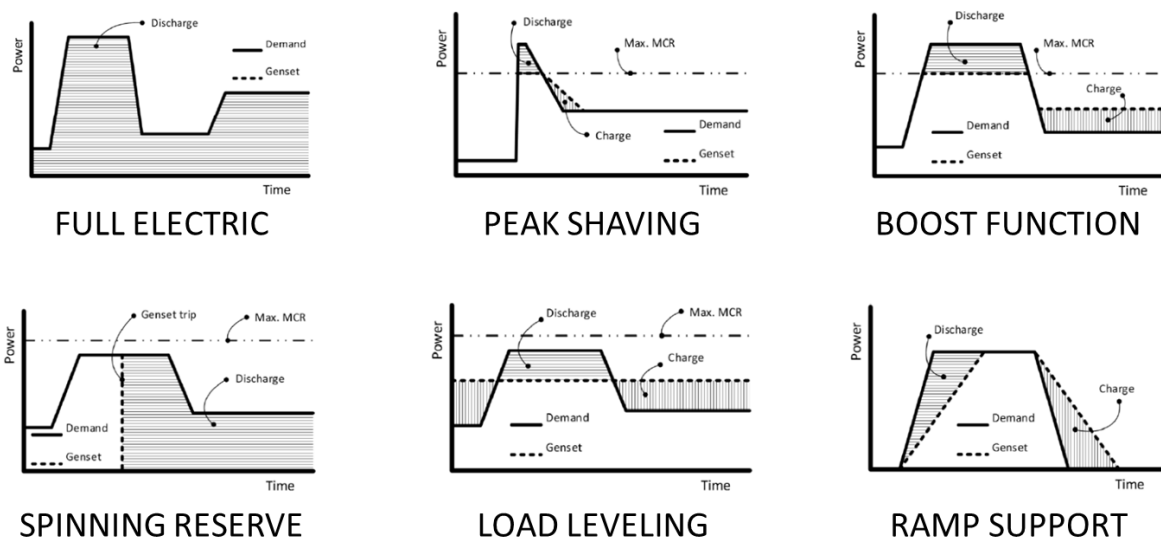 Discharge
Power
Demand
Genset
Time
FULL ELECTRIC
Discharge
Max. MCR
Power
Charge
Demand
Genset
Time
PEAK SHAVING
Discharge
Max. MCR
Power
Charge
Demand
Genset
Time
BOOST FUNCTION
Genset trip
Max. MCR
Power
Discharge
Demand
Genset
Time
SPINNING RESERVE
Discharge
Max. MCR
Power
Charge
Demand
Genset
Time
LOAD LEVELING
Discharge
Power
Charge
Demand
Genset
Time
RAMP SUPPORT